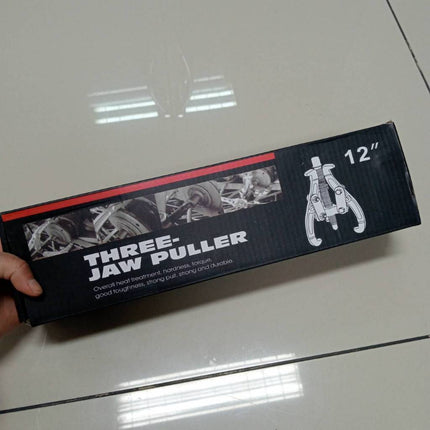 12"
THREE-
JAW PULLER
Overall heat treatment, hardness, torque,
good toughness, strong pull, strong and durable.